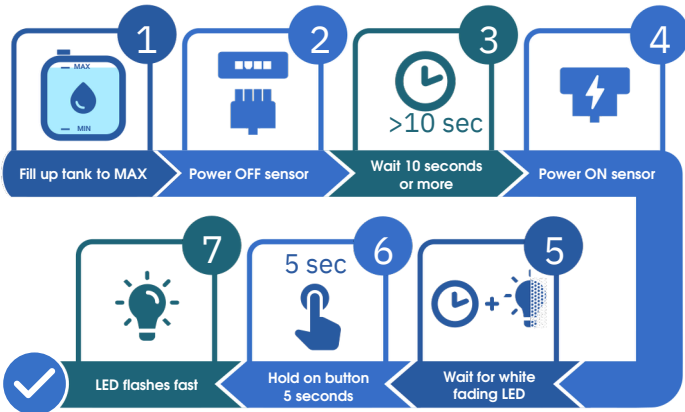 1
MAX
MIN
Fill up tank to MAX
2
Power OFF sensor
3
>10 sec
Wait 10 seconds
or more
4
Power ON sensor
5
+
Wait for white
fading LED
6
5 sec
Hold on button
5 seconds
7
LED flashes fast